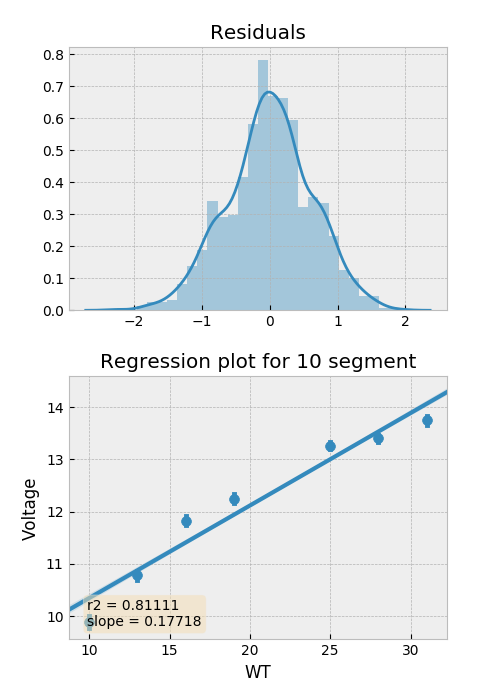 Residuals
0.8
0.7
0.6
0.5
0.4
0.3
0.2
0.1
0.0
−2 −1 0 1 2
Regression plot for 10 segment
14
13
12
11
10
Voltage
r2 = 0.81111
slope = 0.17718
10 15 20 25 30
WT